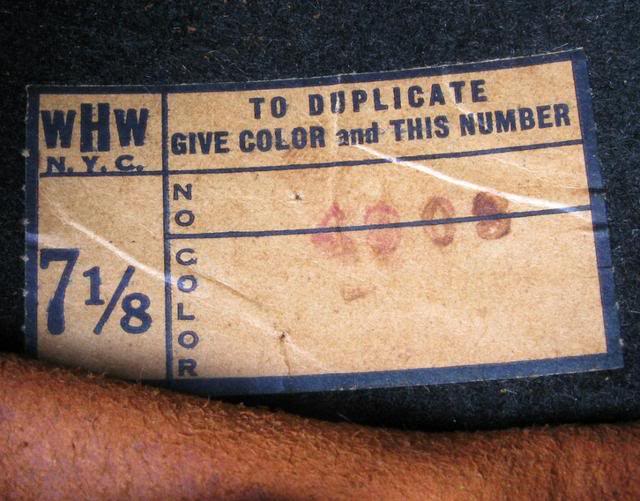 WHW
N.Y.C.
7 1/8
TO DUPLICATE
GIVE COLOR and THIS NUMBER
NO
COLOR